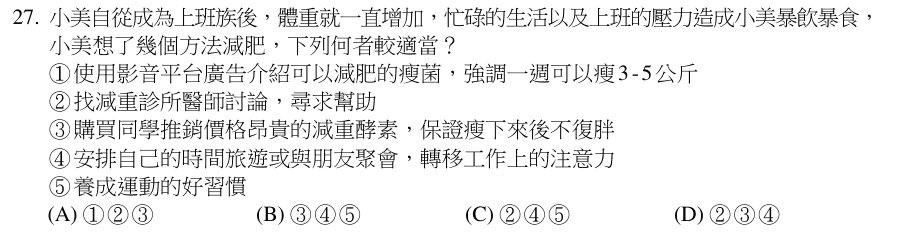 27. 小美自從成為上班族後，體重就一直增加，忙碌的生活以及上班的壓力造成小美暴飲暴食，
小美想了幾個方法減肥，下列何者較適當？
①使用影音平台廣告介紹可以減肥的瘦菌，強調一週可以瘦3-5公斤
②找減重診所醫師討論，尋求幫助
③購買同學推銷價格昂貴的減重酵素，保證瘦下來後不復胖
④安排自己的時間旅遊或與朋友聚會，轉移工作上的注意力
⑤養成運動的好習慣
(A) ①②③ (B) ③④⑤ (C) ②④⑤ (D) ②③④